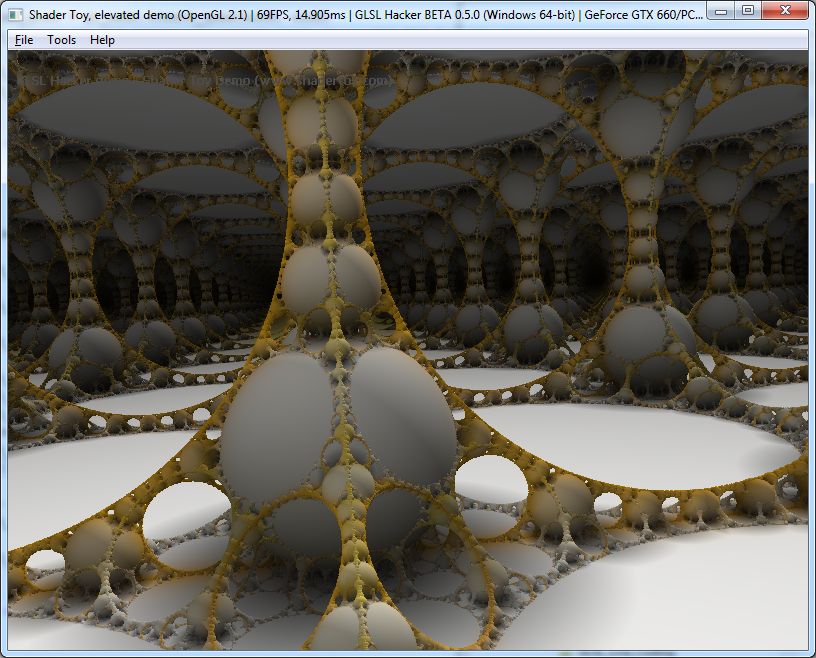 Shader Toy, elevated demo (OpenGL 2.1) | 69FPS, 14.905ms | GLSL Hacker BETA 0.5.0 (Windows 64-bit) | GeForce GTX 660/PC...
File Tools Help
GLSL Hacker Shader Toy Demo (www.shadertoy.com)